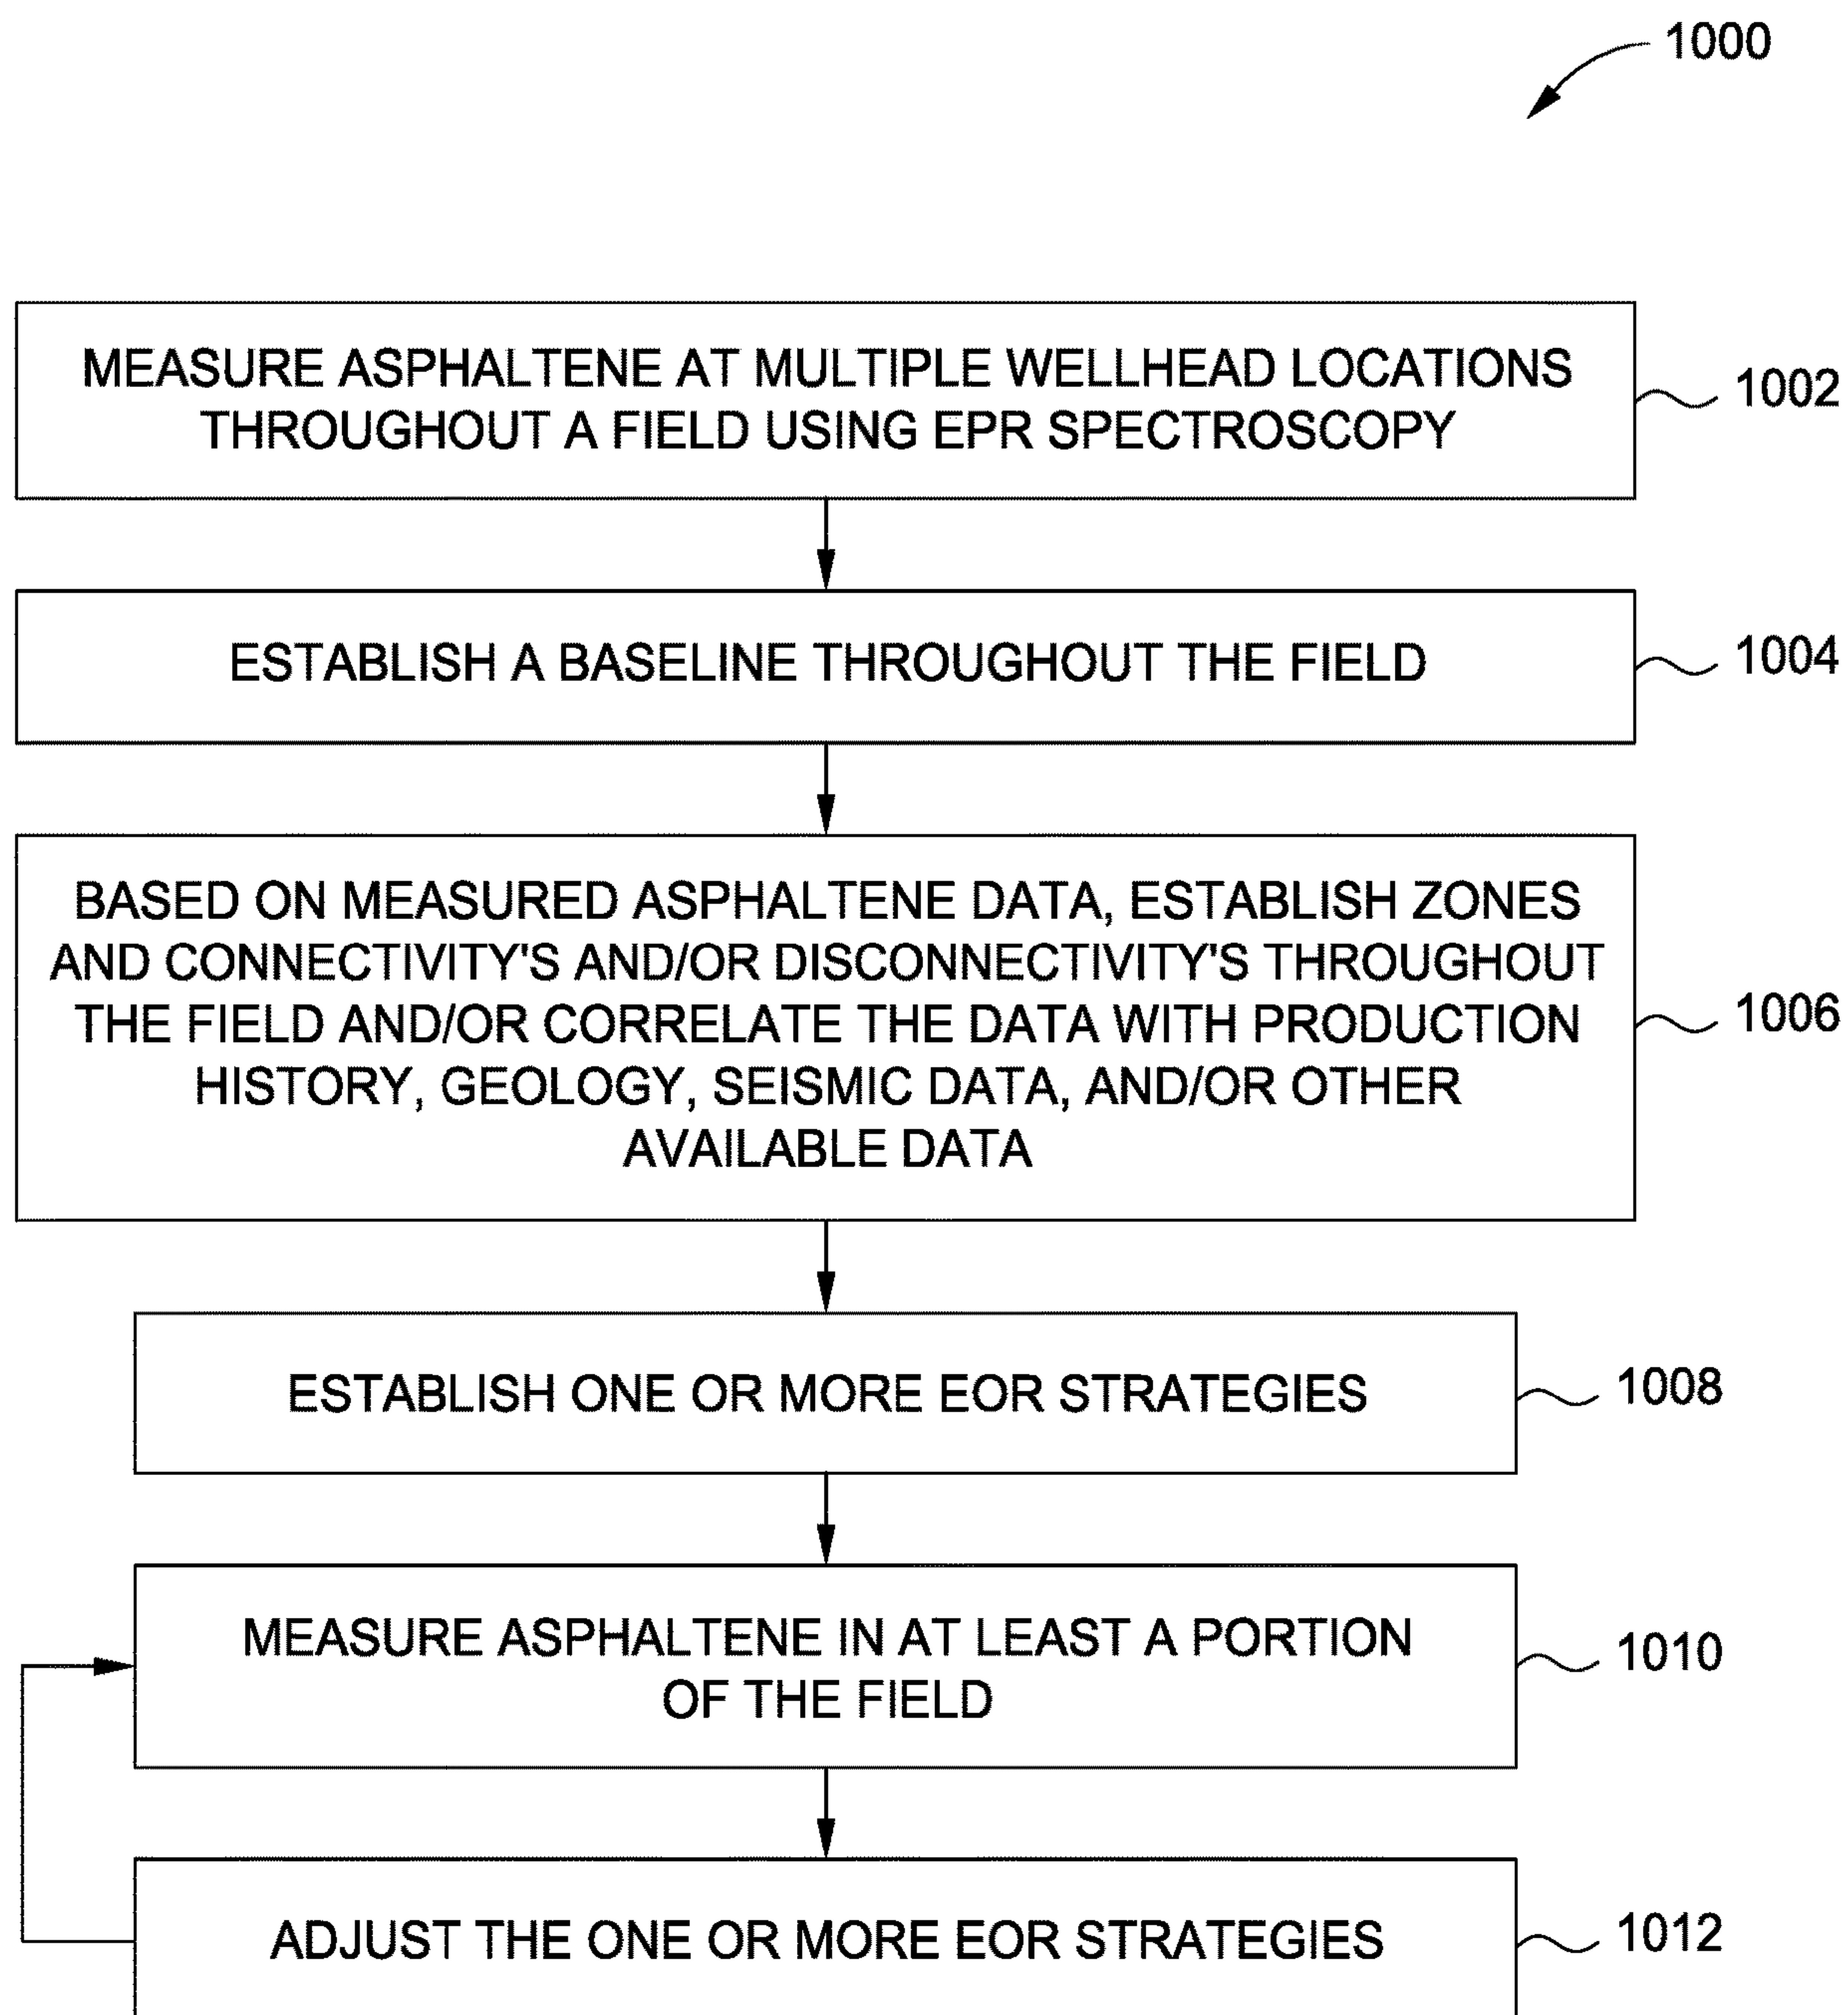 1000
MEASURE ASPHALTENE AT MULTIPLE WELLHEAD LOCATIONS
THROUGHOUT A FIELD USING EPR SPECTROSCOPY
1002
ESTABLISH A BASELINE THROUGHOUT THE FIELD
1004
BASED ON MEASURED ASPHALTENE DATA, ESTABLISH ZONES
AND CONNECTIVITY'S AND/OR DISCONNECTIVITY'S THROUGHOUT
THE FIELD AND/OR CORRELATE THE DATA WITH PRODUCTION
HISTORY, GEOLOGY, SEISMIC DATA, AND/OR OTHER
AVAILABLE DATA
1006
ESTABLISH ONE OR MORE EOR STRATEGIES
1008
MEASURE ASPHALTENE IN AT LEAST A PORTION
OF THE FIELD
1010
ADJUST THE ONE OR MORE EOR STRATEGIES
1012